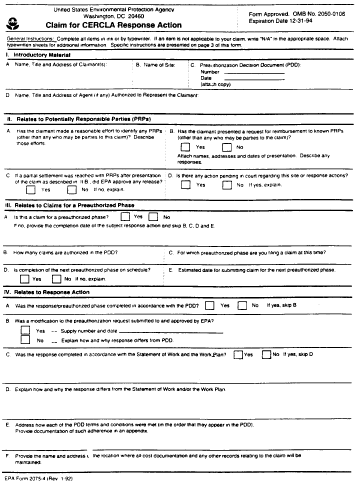 United States Environmental Protection Agency
Washington, DC 20460
EPA
Claim for CERCLA Response Action
Form Approved. OMB No. 2050-0106
Expiration Date 12-31-94
General Instructions: Complete all items in ink or by typewriter. If an item is not applicable to your claim, write "N/A" in the appropriate space. Attach
typewritten sheets for additional information. Specific instructions are presented on page 3 of this form.
I. Introductory Material
A Name, Title and Address of Claimant(s):
B. Name of Site:
C Preauthorization Decision Document (PDD):
Number
Date
(attach copy)
D Name, Title and Address of Agent (if any) Authorized to Represent the Claimant:
II. Relates to Potentially Responsible Parties (PRPs)
A Has the claimant made a reasonable effort to identify any PRPs
(other than any who may be parties to this claim)? Describe
those efforts.
B. Has the claimant presented a request for reimbursement to known PRPs
(other than any who may be parties to the claim)?
Yes No
Attach names, addresses and dates of presentation. Describe any
responses.
C If a partial settlement was reached with PRPs after presentation
of the claim as described in II B., did EPA approve any release?
Yes No If no, explain.
D. Is there any action pending in court regarding this site or response actions?
Yes No If yes, explain.
III. Relates to Claims for a Preauthorized Phase
A Is this a claim for a preauthorized phase? Yes No
If no, provide the completion date of the subject response action and skip B, C, D and E.
B. How many claims are authorized in the PDD?
C. For which preauthorized phase are you filing a claim at this time?
D. Is completion of the next preauthorized phase on schedule?
Yes No If no, explain.
E Estimated date for submitting claim for the next preauthorized phase.
IV. Relates to Response Action
A Was the response/preauthorized phase completed in accordance with the PDD? Yes No If yes, skip B
B Was a modification to the preauthorization request submitted to and approved by EPA?
Yes -- Supply number and date
No -- Explain how and why response differs from PDD.
C Was the response completed in accordance with the Statement of Work and the Work Plan? Yes No If yes, skip D
D. Explain how and why the response differs from the Statement of Work and/or the Work Plan
E Address how each of the PDD terms and conditions were met on the order that they appear in the PDD).
Provide documentation of such adherence in an appendix.
F Provide the name and address the location where all cost documentation and any other records relating to the claim will be
maintained.
EPA Form 2075-4 (Rev. 1-92)